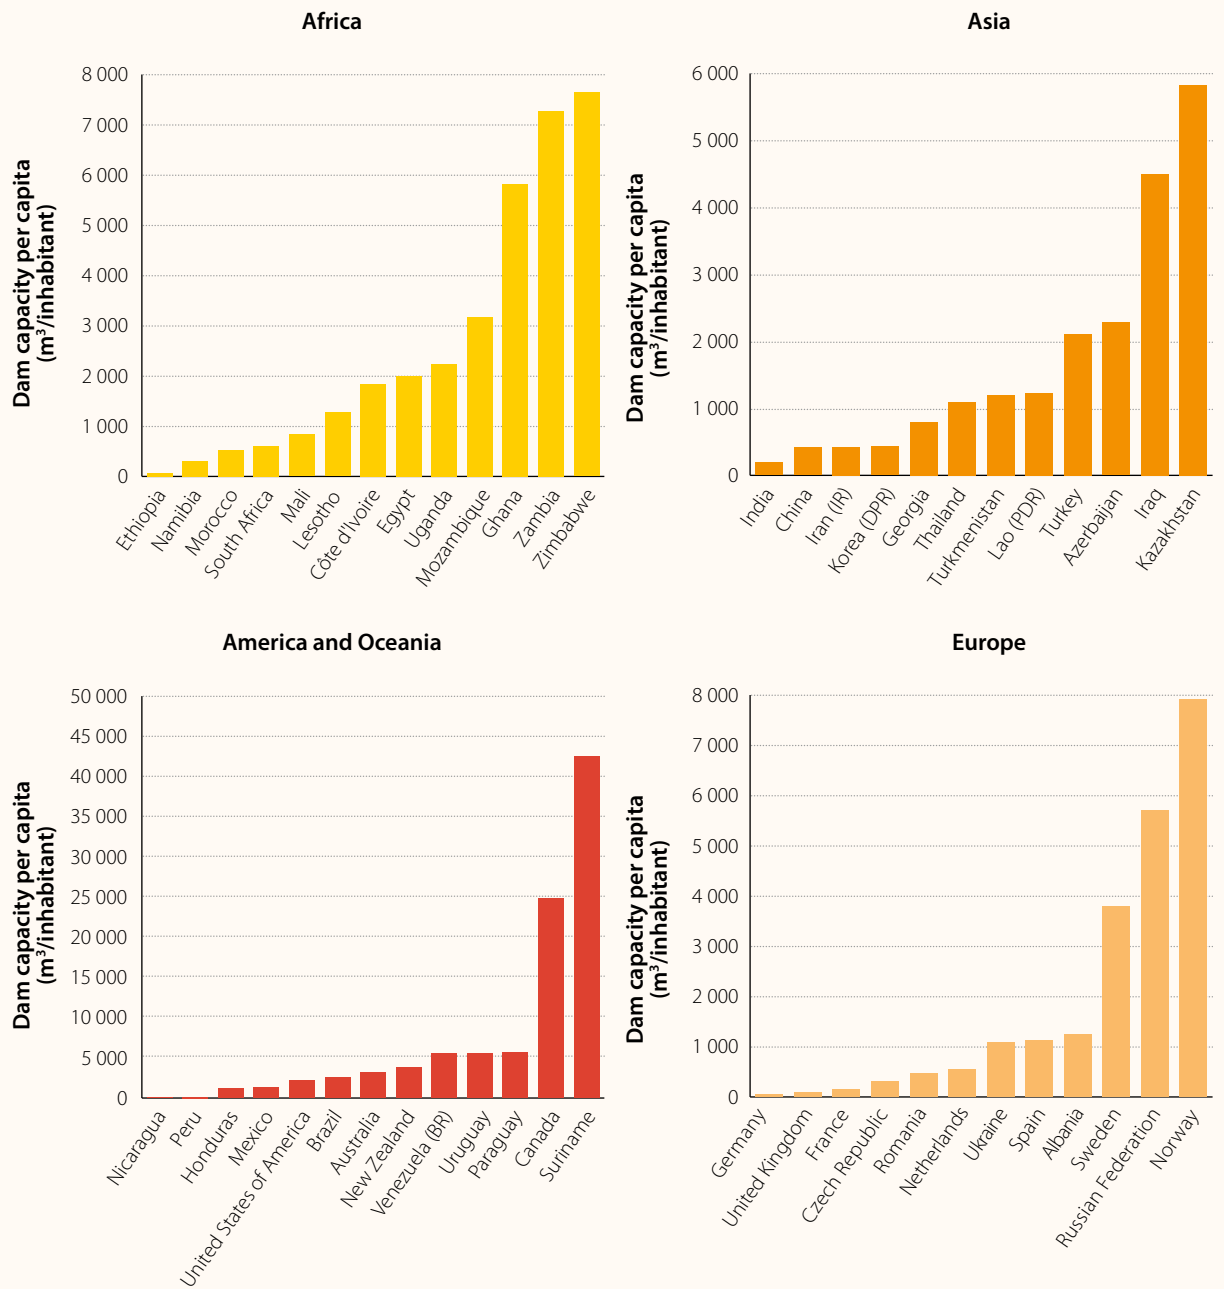 Africa
Dam capacity per capita
(m³/inhabitant)
8 000
7 000
6 000
5 000
4 000
3 000
2 000
1 000
0
Ethiopia
Namibia
Morocco
South Africa
Mali
Lesotho
Côte d'Ivoire
Egypt
Uganda
Mozambique
Ghana
Zambia
Zimbabwe
Asia
Dam capacity per capita
(m³/inhabitant)
6 000
5 000
4 000
3 000
2 000
1 000
0
India
China
Iran (IR)
Korea (DPR)
Georgia
Thailand
Turkmenistan
Lao (PDR)
Turkey
Azerbaijan
Iraq
Kazakhstan
America and Oceania
Dam capacity per capita
(m³/inhabitant)
50 000
45 000
40 000
35 000
30 000
25 000
20 000
15 000
10 000
5 000
0
Nicaragua
Peru
Honduras
Mexico
United States of America
Brazil
Australia
New Zealand
Venezuela (BR)
Uruguay
Paraguay
Canada
Suriname
Europe
Dam capacity per capita
(m³/inhabitant)
8 000
7 000
6 000
5 000
4 000
3 000
2 000
1 000
0
Germany
United Kingdom
France
Czech Republic
Romania
Netherlands
Ukraine
Spain
Albania
Sweden
Russian Federation
Norway